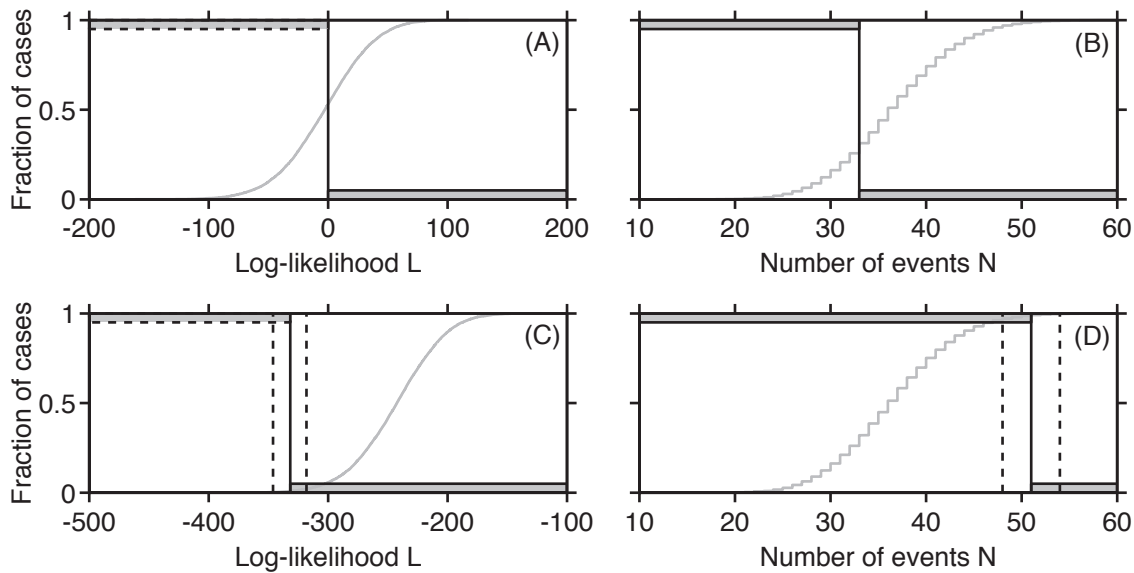 Fraction of cases
1
0.5
0
(A)
-200 -100 0 100 200
Log-likelihood L
(B)
10 20 30 40 50 60
Number of events N
Fraction of cases
1
0.5
0
(C)
-500 -400 -300 -200 -100
Log-likelihood L
(D)
10 20 30 40 50 60
Number of events N